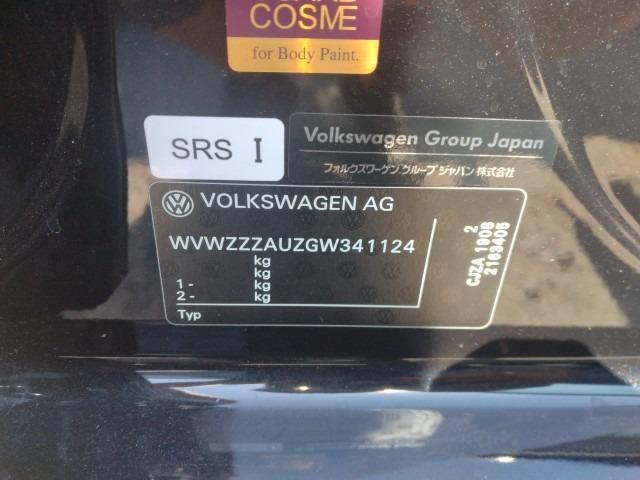 COSME
for Body Paint.
SRS I
Volkswagen Group Japan
フォルクスワーゲン グループ ジャパン 株式会社
VOLKSWAGEN AG
WVWZZZAUZGW341124
kg
kg
1 - kg
2 - kg
Typ
2
CJZA 1908
2163405